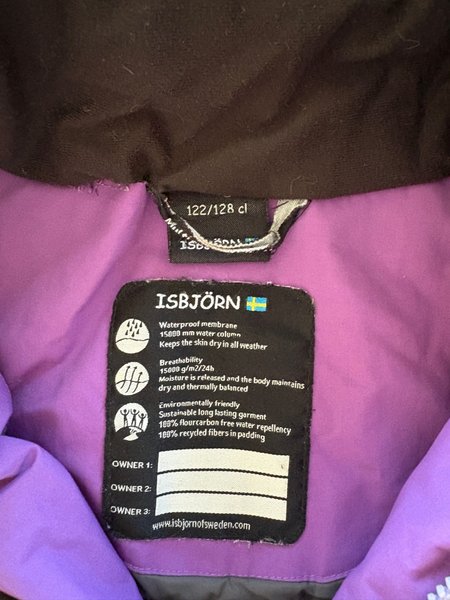 122/128 cl
ISBJÖRN
ISBJÖRN
Waterproof membrane
15000 mm water column
Keeps the skin dry in all weather
Breathability
15000 g/m2/24h
Moisture is released and the body maintains
dry and thermally balanced
Environmentally friendly
Sustainable long lasting garment
100% flourcarbon free water repellency
100% recycled fibers in padding
OWNER 1:
OWNER 2:
OWNER 3:
www.isbjornofsweden.com